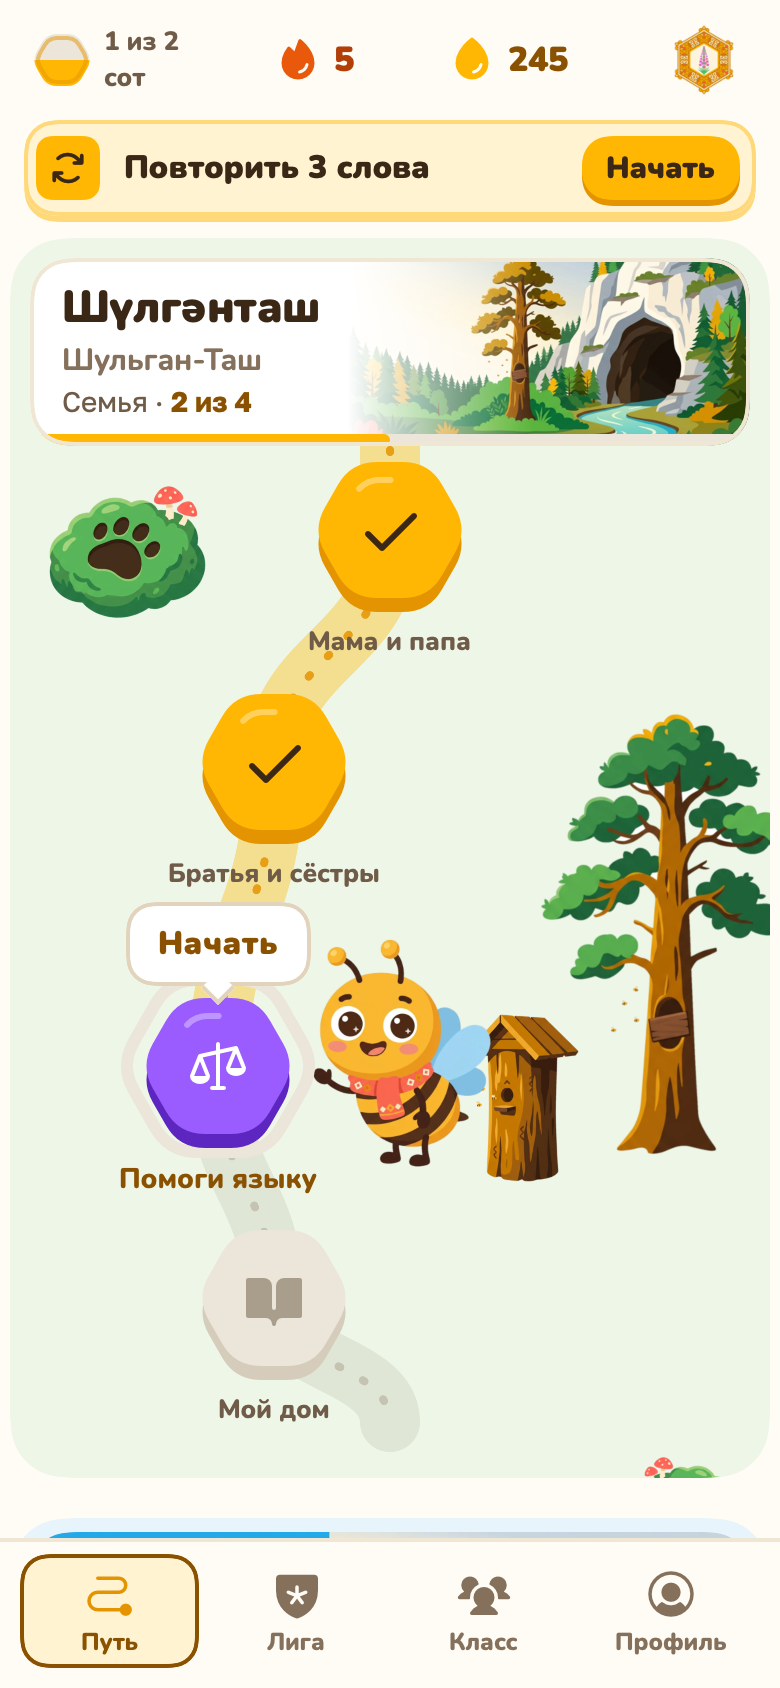 1 из 2
сот
5
245
Повторить 3 слова
Начать
Шүлгәнташ
Шульган-Таш
Семья · 2 из 4
Мама и папа
Братья и сёстры
Начать
Помоги языку
Мой дом
Путь
Лига
Класс
Профиль